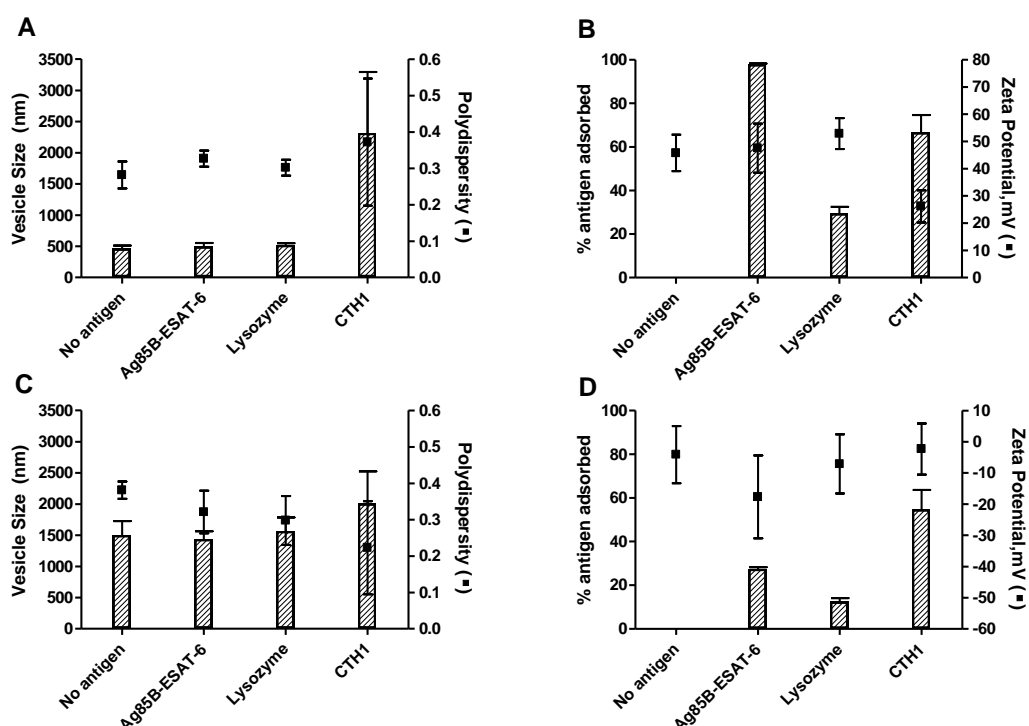 A
Vesicle Size (nm)
3500
3000
2500
2000
1500
1000
500
0
0.6
0.5
0.4
0.3
0.2
0.1
0.0
Polydispersity (■)
No antigen
Ag85B-ESAT-6
Lysozyme
CTH1
B
% antigen adsorbed
100
80
60
40
20
0
80
70
60
50
40
30
20
10
0
Zeta Potential,mV (■)
No antigen
Ag85B-ESAT-6
Lysozyme
CTH1
C
Vesicle Size (nm)
3500
3000
2500
2000
1500
1000
500
0
0.6
0.5
0.4
0.3
0.2
0.1
0.0
Polydispersity (■)
No antigen
Ag85B-ESAT-6
Lysozyme
CTH1
D
% antigen adsorbed
100
80
60
40
20
0
10
0
-10
-20
-30
-40
-50
-60
Zeta Potential,mV (■)
No antigen
Ag85B-ESAT-6
Lysozyme
CTH1